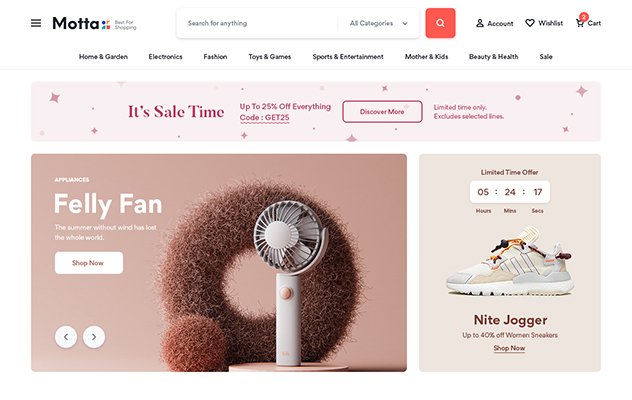 Motta
Best For
Shopping
Search for anything
All Categories
Account
Wishlist
2
Cart
Home & Garden
Electronics
Fashion
Toys & Games
Sports & Entertainment
Mother & Kids
Beauty & Health
Sale
It's Sale Time
Up To 25% Off Everything
Code : GET25
Discover More
Limited time only.
Excludes selected lines.
APPLIANCES
Felly Fan
The summer without wind has lost
the whole world.
Shop Now
Limited Time Offer
05 : 24 : 17
Hours Mins Secs
Nite Jogger
Up to 40% off Women Sneakers
Shop Now